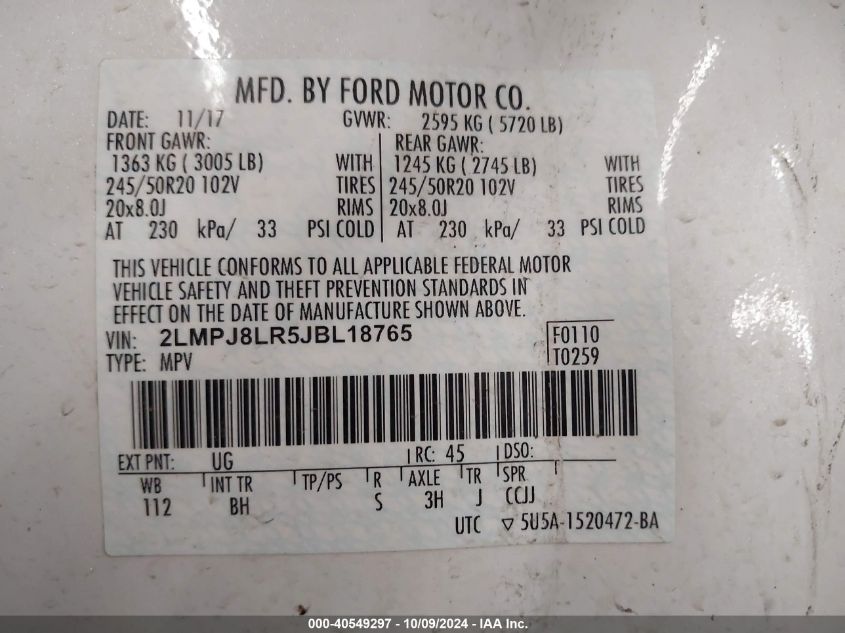 MFD. BY FORD MOTOR CO.
DATE: 11/17 GVWR: 2595 KG ( 5720 LB)
FRONT GAWR: REAR GAWR:
1363 KG ( 3005 LB) WITH 1245 KG ( 2745 LB) WITH
245/50R20 102V TIRES 245/50R20 102V TIRES
20x8.0J RIMS 20x8.0J RIMS
AT 230 kPa/ 33 PSI COLD AT 230 kPa/ 33 PSI COLD
THIS VEHICLE CONFORMS TO ALL APPLICABLE FEDERAL MOTOR
VEHICLE SAFETY AND THEFT PREVENTION STANDARDS IN
EFFECT ON THE DATE OF MANUFACTURE SHOWN ABOVE.
VIN: 2LMPJ8LR5JBL18765 F0110
TYPE: MPV T0259
EXT PNT: UG RC: 45 DSO:
WB INT TR TP/PS R AXLE TR SPR
112 BH S 3H J CCJJ
UTC ▽ 5U5A-1520472-BA
000-40549297 - 10/09/2024 - IAA Inc.